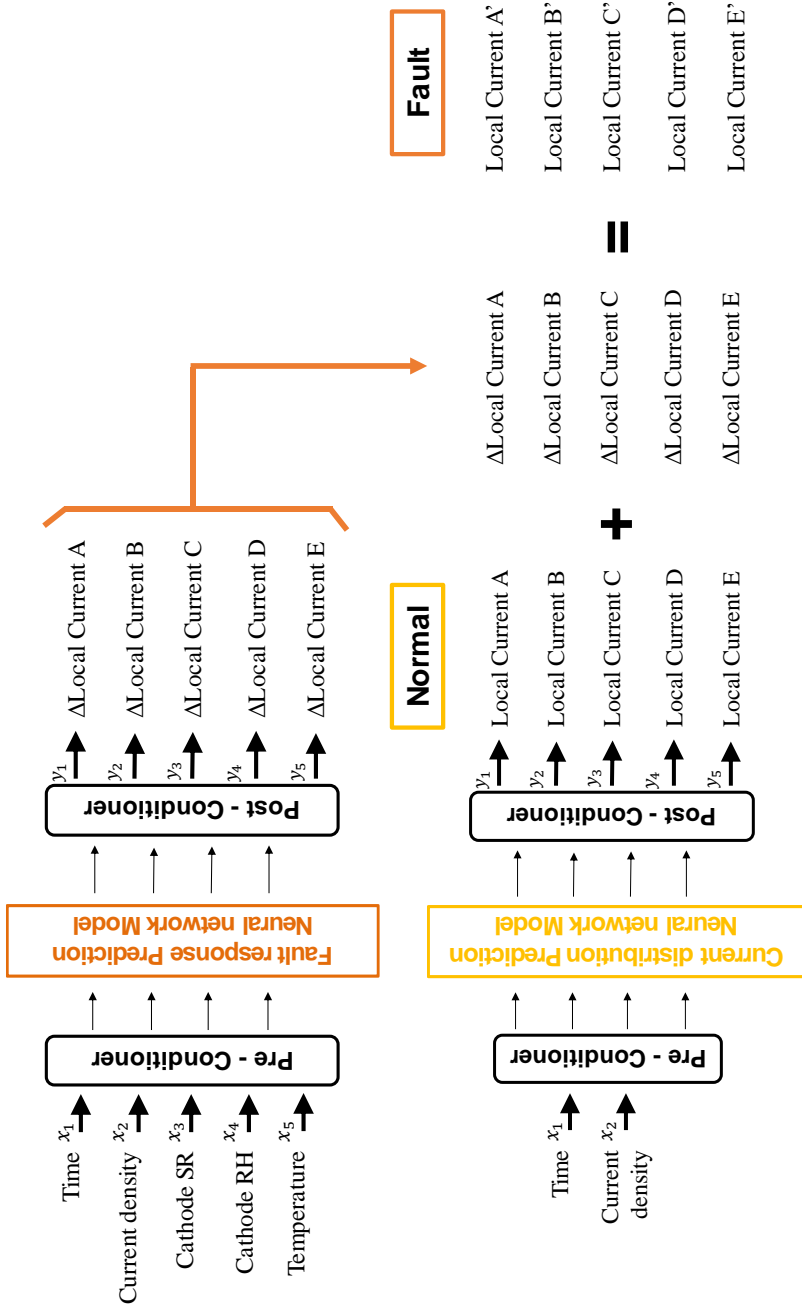 Time
x₁
Current density
x₂
Cathode SR
x₃
Cathode RH
x₄
Temperature
x₅
Pre - Conditioner
Fault response Prediction
Neural network Model
Post - Conditioner
y₁
ΔLocal Current A
y₂
ΔLocal Current B
y₃
ΔLocal Current C
y₄
ΔLocal Current D
y₅
ΔLocal Current E
Normal
Fault
Time
x₁
Current
density
x₂
Pre - Conditioner
Current distribution Prediction
Neural network Model
Post - Conditioner
y₁
Local Current A
y₂
Local Current B
y₃
Local Current C
y₄
Local Current D
y₅
Local Current E
+
ΔLocal Current A
ΔLocal Current B
ΔLocal Current C
ΔLocal Current D
ΔLocal Current E
=
Local Current A’
Local Current B’
Local Current C’
Local Current D’
Local Current E’